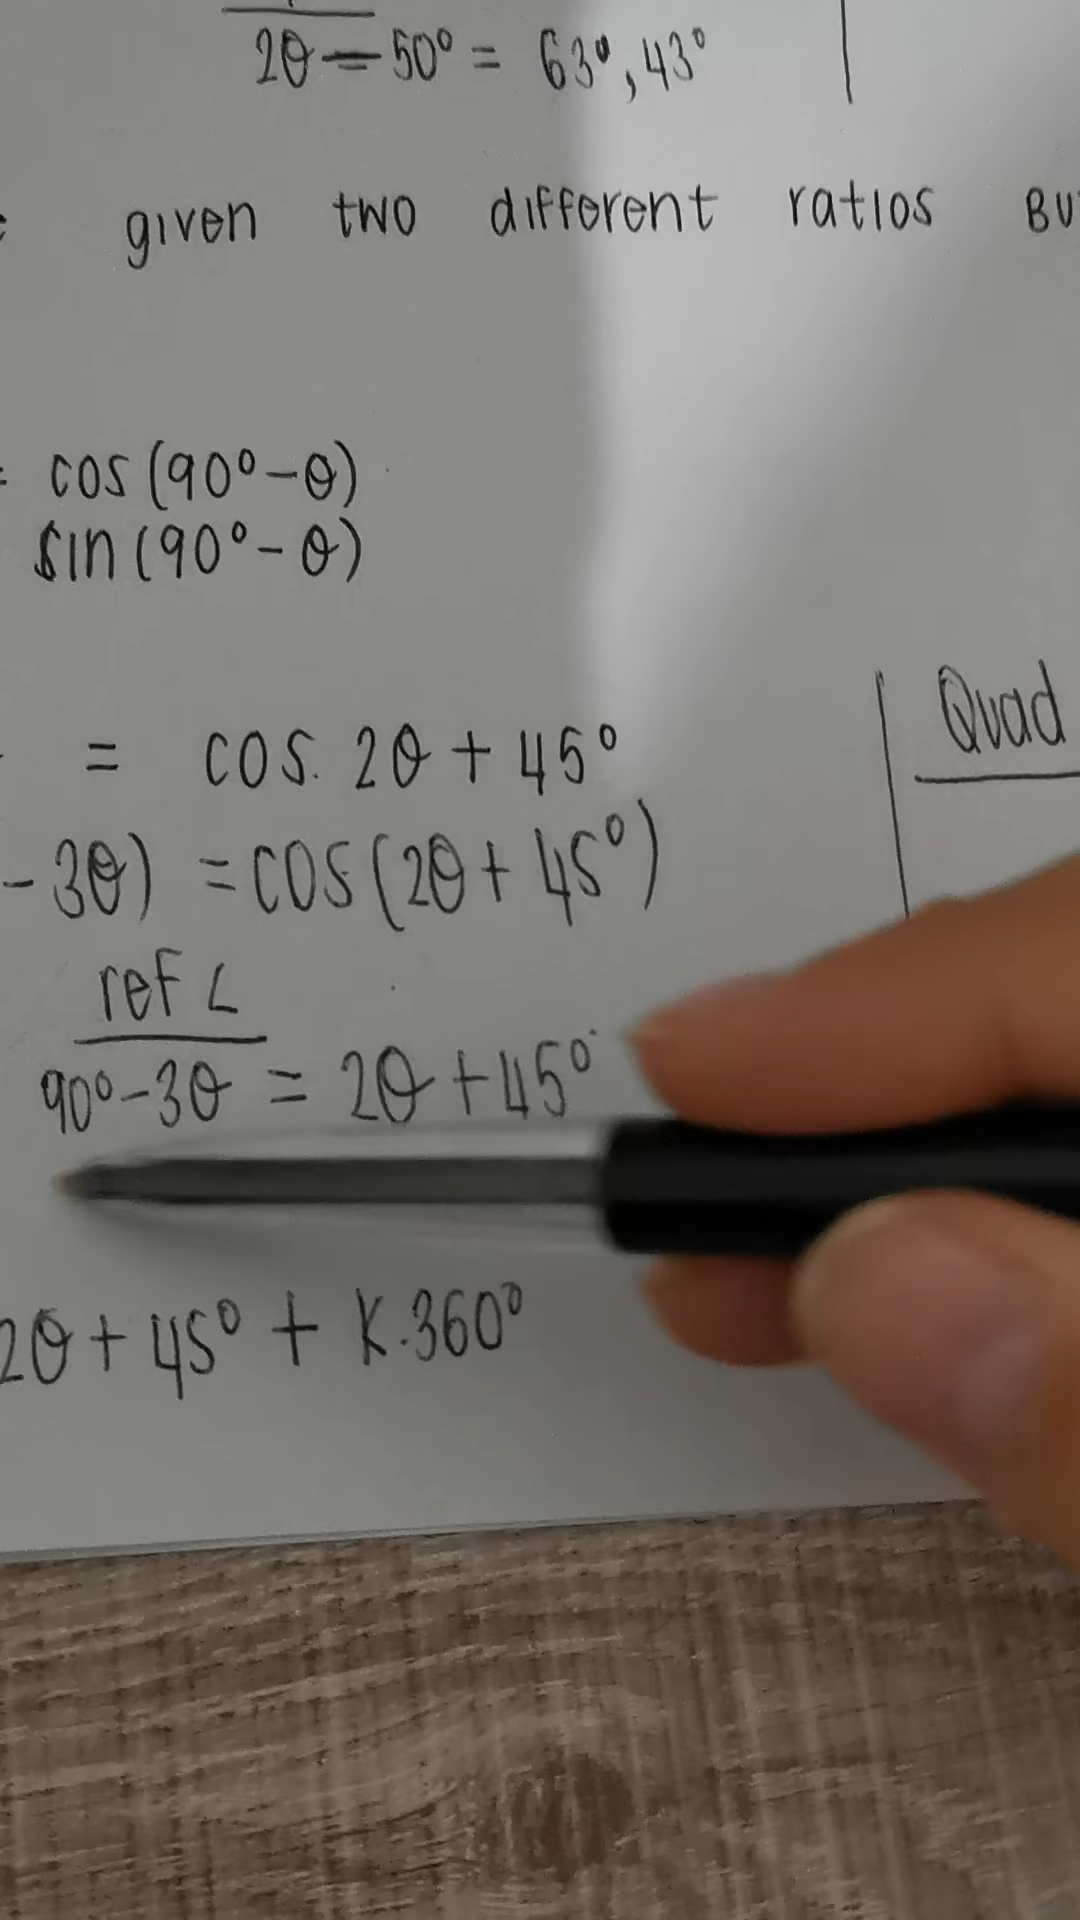 2θ - 50° = 63°,43°
given two different ratios
= cos (90° - θ)
sin (90° - θ)
= cos. 2θ + 45°
Quad
- 3θ) = cos (2θ + 45°)
ref ∠
90° - 3θ = 2θ + 45°
2θ + 45° + K.360°